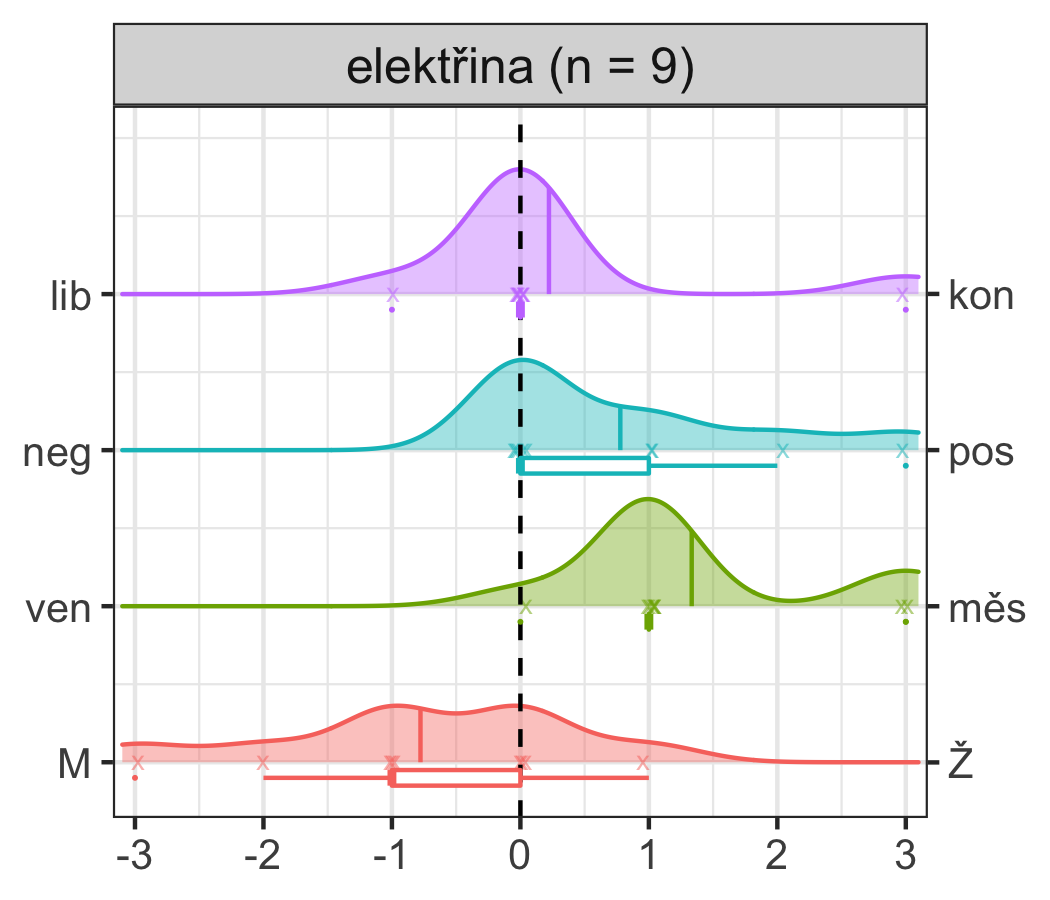 elektřina (n = 9)
lib kon
neg pos
ven měs
M Ž
-3 -2 -1 0 1 2 3